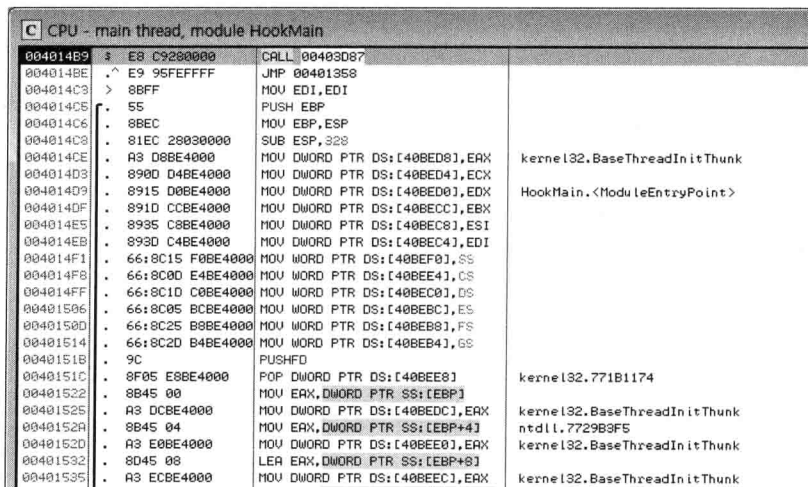 C CPU - main thread, module HookMain
004014B9 $ E8 C9280000 CALL 00403D87
004014BE .^ E9 95FEFFFF JMP 00401358
004014C3 > 8BFF MOV EDI,EDI
004014C5 . 55 PUSH EBP
004014C6 . 8BEC MOV EBP,ESP
004014C8 . 81EC 28030000 SUB ESP,328
004014CE . A3 D8BE4000 MOV DWORD PTR DS:[40BED8],EAX kernel32.BaseThreadInitThunk
004014D3 . 890D D4BE4000 MOV DWORD PTR DS:[40BED4],ECX
004014D9 . 8915 D0BE4000 MOV DWORD PTR DS:[40BED0],EDX HookMain.<ModuleEntryPoint>
004014DF . 891D CCBE4000 MOV DWORD PTR DS:[40BECC],EBX
004014E5 . 8935 C8BE4000 MOV DWORD PTR DS:[40BEC8],ESI
004014EB . 893D C4BE4000 MOV DWORD PTR DS:[40BEC4],EDI
004014F1 . 66:8C15 F0BE4000 MOV WORD PTR DS:[40BEF0],SS
004014F8 . 66:8C0D E4BE4000 MOV WORD PTR DS:[40BEE4],CS
004014FF . 66:8C1D C0BE4000 MOV WORD PTR DS:[40BEC0],DS
00401506 . 66:8C05 BCBE4000 MOV WORD PTR DS:[40BEBC],ES
0040150D . 66:8C25 B8BE4000 MOV WORD PTR DS:[40BEB8],FS
00401514 . 66:8C2D B4BE4000 MOV WORD PTR DS:[40BEB4],GS
0040151B . 9C PUSHFD
0040151C . 8F05 E8BE4000 POP DWORD PTR DS:[40BEE8] kernel32.771B1174
00401522 . 8B45 00 MOV EAX,DWORD PTR SS:[EBP]
00401525 . A3 DCBE4000 MOV DWORD PTR DS:[40BEDC],EAX kernel32.BaseThreadInitThunk
0040152A . 8B45 04 MOV EAX,DWORD PTR SS:[EBP+4] ntdll.7729B3F5
0040152D . A3 E0BE4000 MOV DWORD PTR DS:[40BEE0],EAX kernel32.BaseThreadInitThunk
00401532 . 8D45 08 LEA EAX,DWORD PTR SS:[EBP+8]
00401535 . A3 ECBE4000 MOV DWORD PTR DS:[40BEEC],EAX kernel32.BaseThreadInitThunk